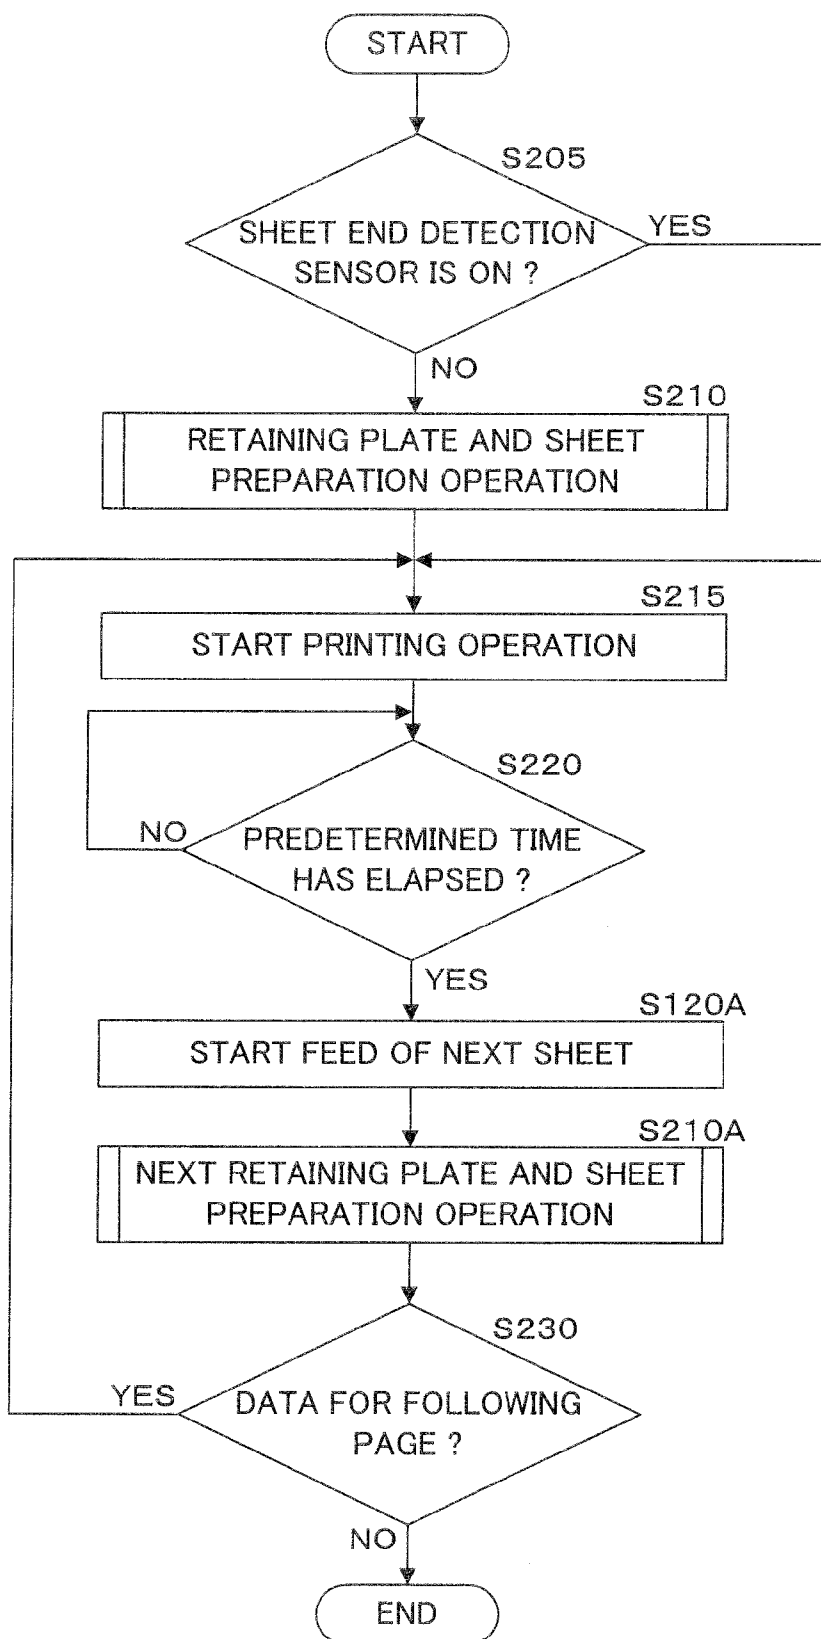 START
S205
SHEET END DETECTION
SENSOR IS ON ?
YES
NO
S210
RETAINING PLATE AND SHEET
PREPARATION OPERATION
S215
START PRINTING OPERATION
S220
NO
PREDETERMINED TIME
HAS ELAPSED ?
YES
S120A
START FEED OF NEXT SHEET
S210A
NEXT RETAINING PLATE AND SHEET
PREPARATION OPERATION
S230
YES
DATA FOR FOLLOWING
PAGE ?
NO
END